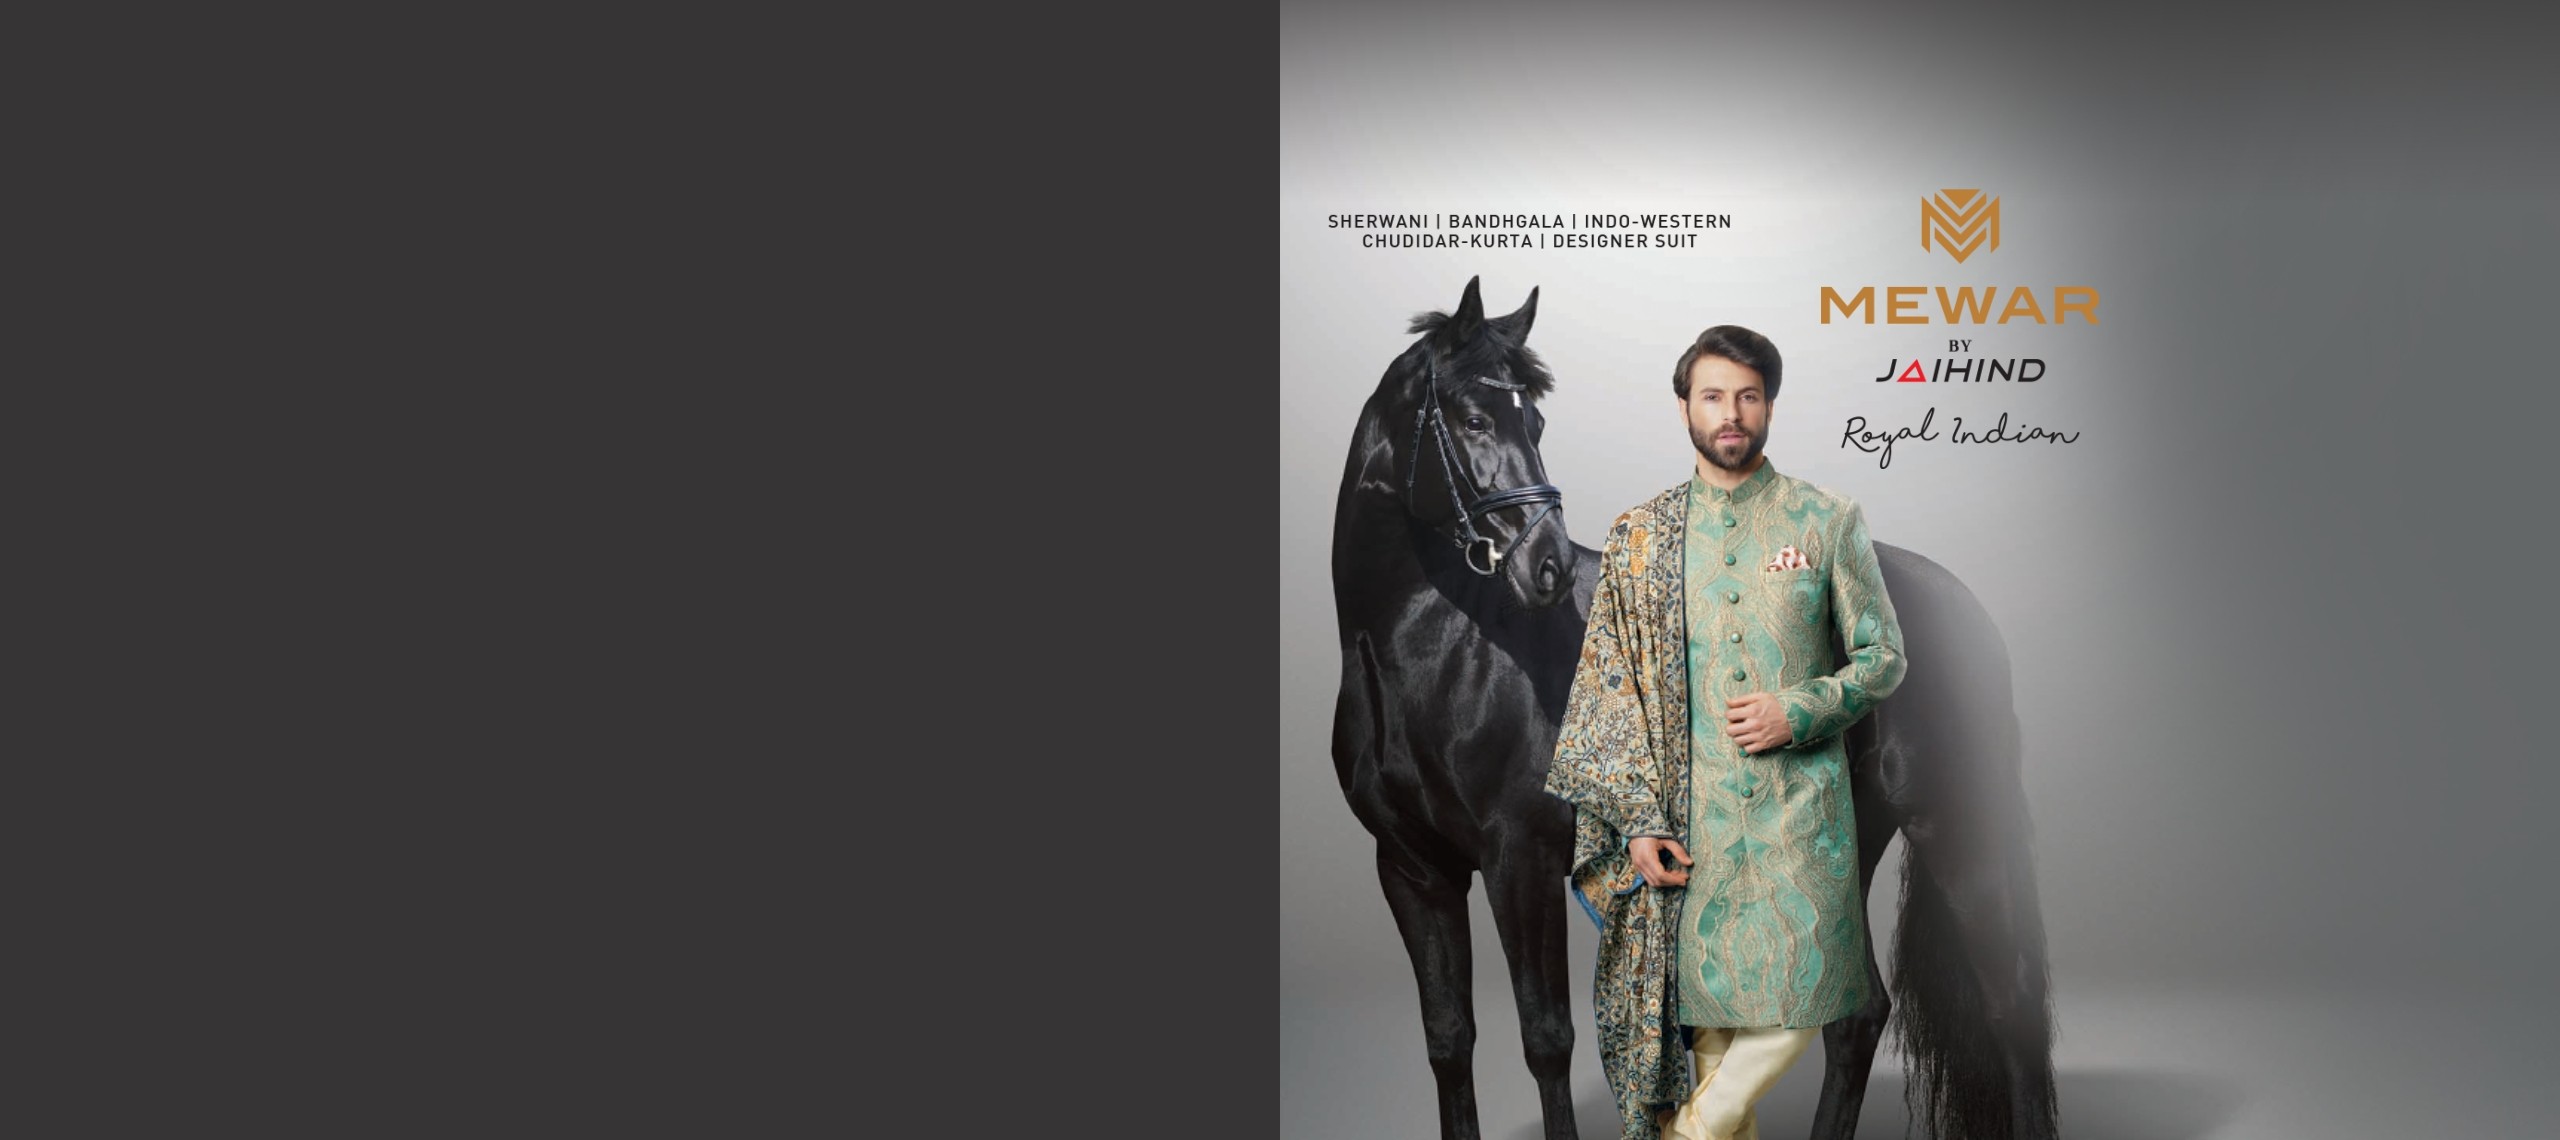 SHERWANI | BANDHGALA | INDO-WESTERN
CHUDIDAR-KURTA | DESIGNER SUIT
MEWAR
BY
JAIHIND
Royal Indian